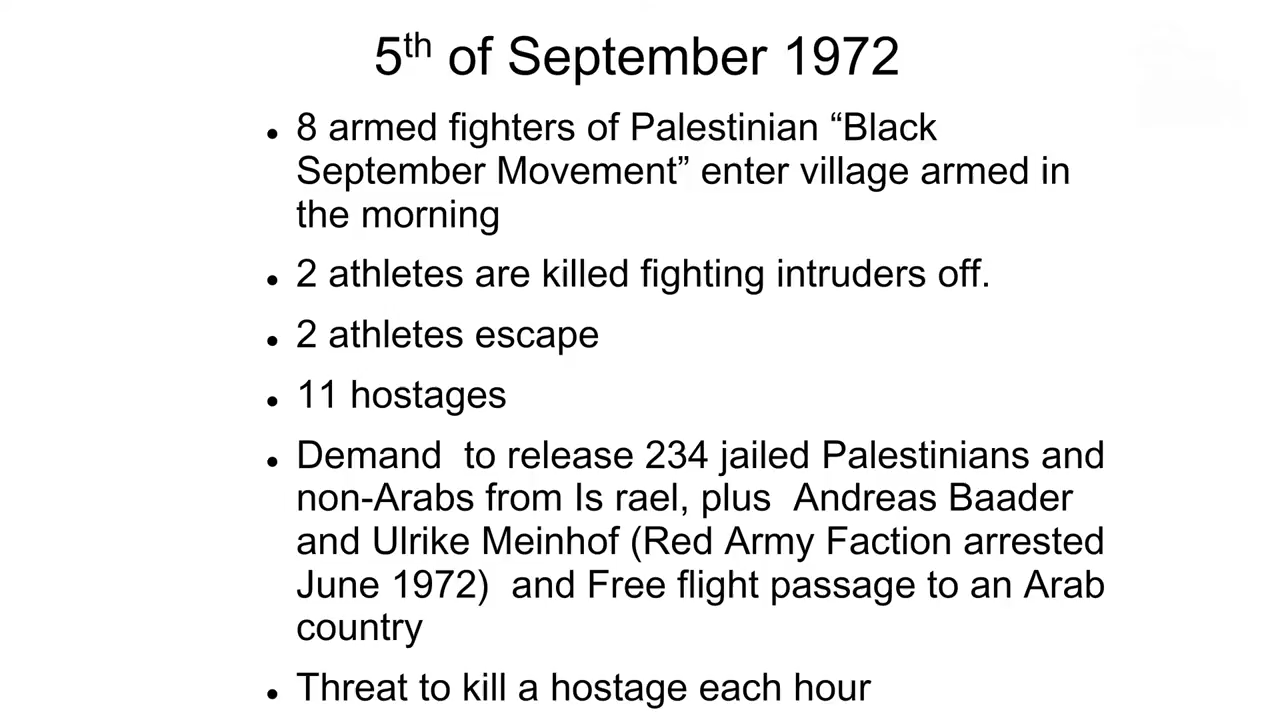 5th of September 1972
• 8 armed fighters of Palestinian “Black
September Movement” enter village armed in
the morning
• 2 athletes are killed fighting intruders off.
• 2 athletes escape
• 11 hostages
• Demand  to release 234 jailed Palestinians and
non-Arabs from Is rael, plus  Andreas Baader
and Ulrike Meinhof (Red Army Faction arrested
June 1972)  and Free flight passage to an Arab
country
• Threat to kill a hostage each hour